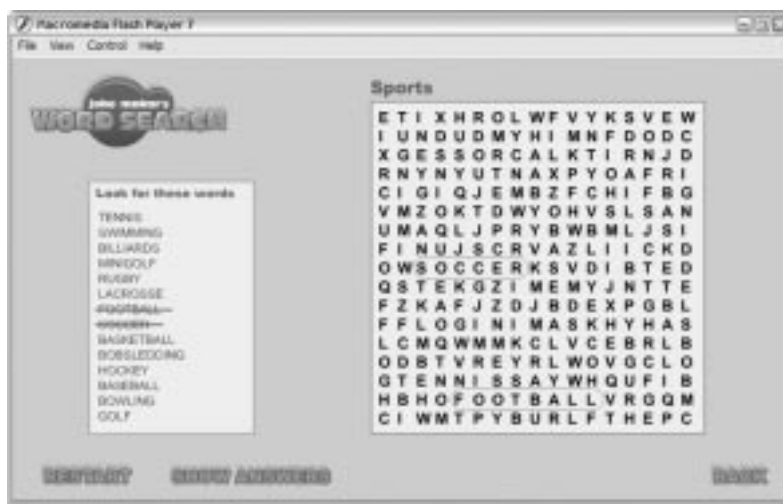 Macromedia Flash Player 7
File View Control Help
WORD SEARCH
Look for these words
TENNIS
SWIMMING
BILLIARDS
MINIGOLF
RUGBY
LACROSSE
FOOTBALL
SOCCER
BASKETBALL
BOBSLEDDING
HOCKEY
BASEBALL
BOWLING
GOLF
Sports
E T I X H R O L W F V Y K S V E W
I U N D U D M Y H I M N F D O D C
X G E S S O R C A L K T I R N J D
R N Y N Y U T N A X P Y O A F R I
C I G I Q J E M B Z F C H I F B G
V M Z O K T D W Y O H V S L S A N
U M A Q L J P R Y B W B M L J S I
F I N U J S C R V A Z L I I C K D
O W S O C C E R K S V D I B T E D
Q S T E K G Z I M E M Y J N T T E
F Z K A F J Z D J B D E X P G B L
F F L O G I N I M A S K H Y H A S
L C M Q W M M K C L V C E B R L B
O D B T V R E Y R L W O V G C L O
G T E N N I S S A Y W H Q U F I B
H B H O F O O T B A L L V R G Q M
C I W M T P Y B U R L F T H E P C
RESTART SHOW ANSWERS BACK